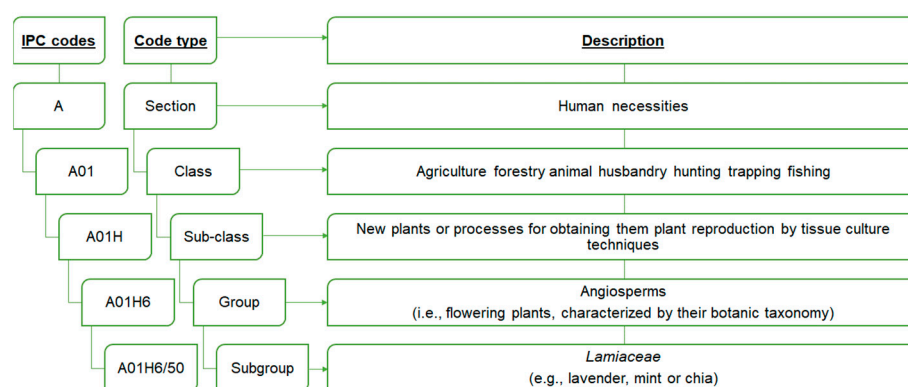 IPC codes Code type Description
A Section Human necessities
A01 Class Agriculture forestry animal husbandry hunting trapping fishing
A01H Sub-class New plants or processes for obtaining them plant reproduction by tissue culture
techniques
A01H6 Group Angiosperms
(i.e., flowering plants, characterized by their botanic taxonomy)
A01H6/50 Subgroup Lamiaceae
(e.g., lavender, mint or chia)